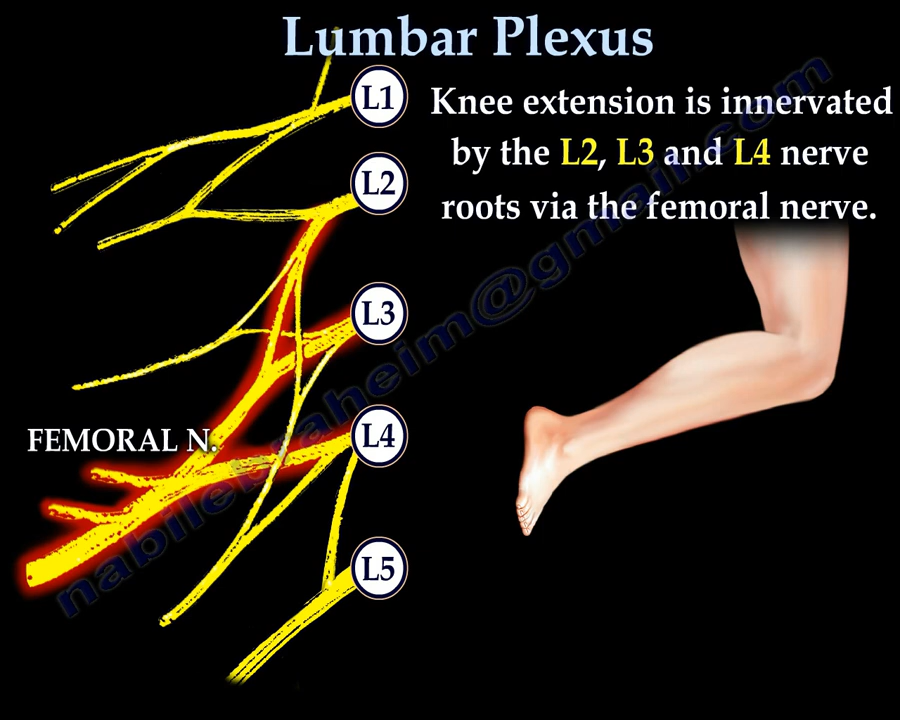 Lumbar Plexus
Knee extension is innervated
by the L2, L3 and L4 nerve
roots via the femoral nerve.
L1
L2
L3
L4
L5
FEMORAL N.
nabilebraheim@gmail.com